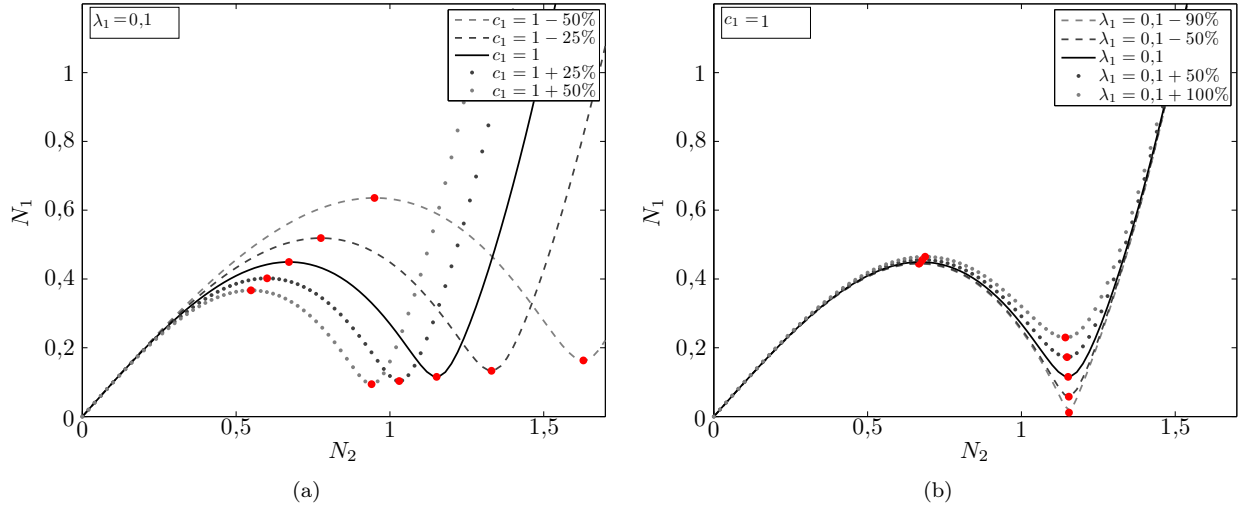 λ₁=0,1
c₁ = 1 − 50%
c₁ = 1 − 25%
c₁ = 1
c₁ = 1 + 25%
c₁ = 1 + 50%
1
0,8
0,6
0,4
0,2
0
N₁
0
0,5
1
1,5
N₂
(a)
c₁ =1
λ₁ = 0,1 − 90%
λ₁ = 0,1 − 50%
λ₁ = 0,1
λ₁ = 0,1 + 50%
λ₁ = 0,1 + 100%
1
0,8
0,6
0,4
0,2
0
N₁
0
0,5
1
1,5
N₂
(b)